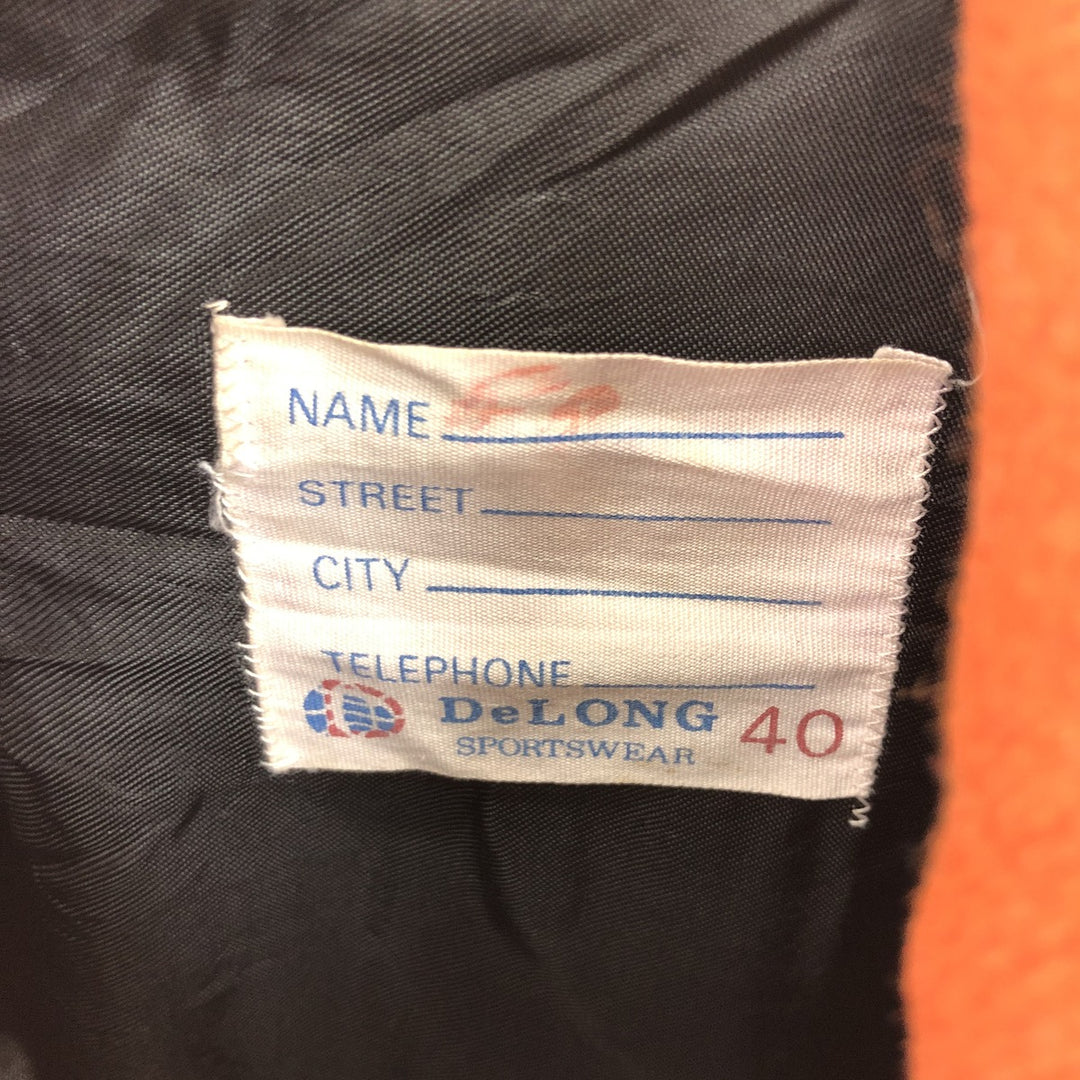 NAME
STREET
CITY
TELEPHONE
DeLONG 40
SPORTSWEAR